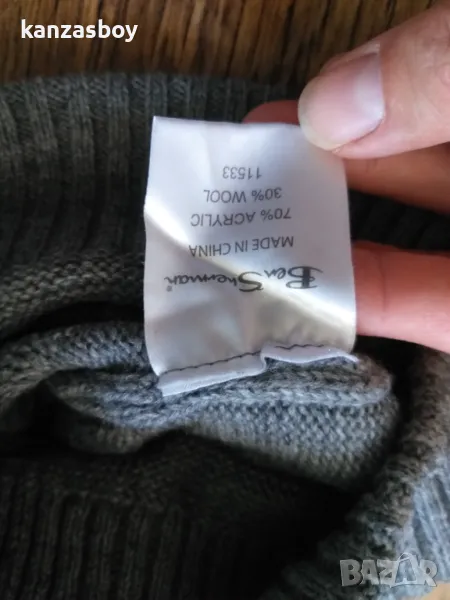 kanzasboy
Ben Sherman®
MADE IN CHINA
70% ACRYLIC
30% WOOL
11533
BAZAR